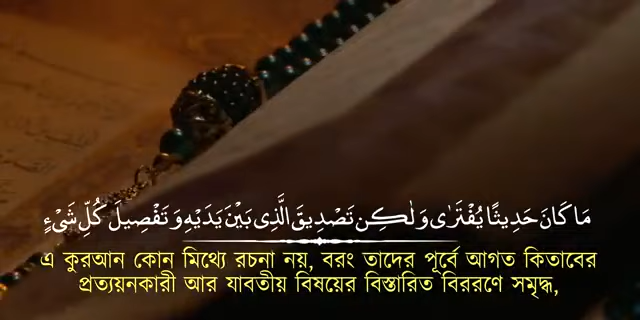 مَا كَانَ حَدِيثًا يُفْتَرٰى وَلٰكِن تَصْدِيقَ الَّذِى بَيْنَ يَدَيْهِ وَتَفْصِيلَ كُلِّ شَىْءٍ
এ কুরআন কোন মিথ্যে রচনা নয়, বরং তাদের পূর্বে আগত কিতাবের
প্রত্যয়নকারী আর যাবতীয় বিষয়ের বিস্তারিত বিররণে সমৃদ্ধ,